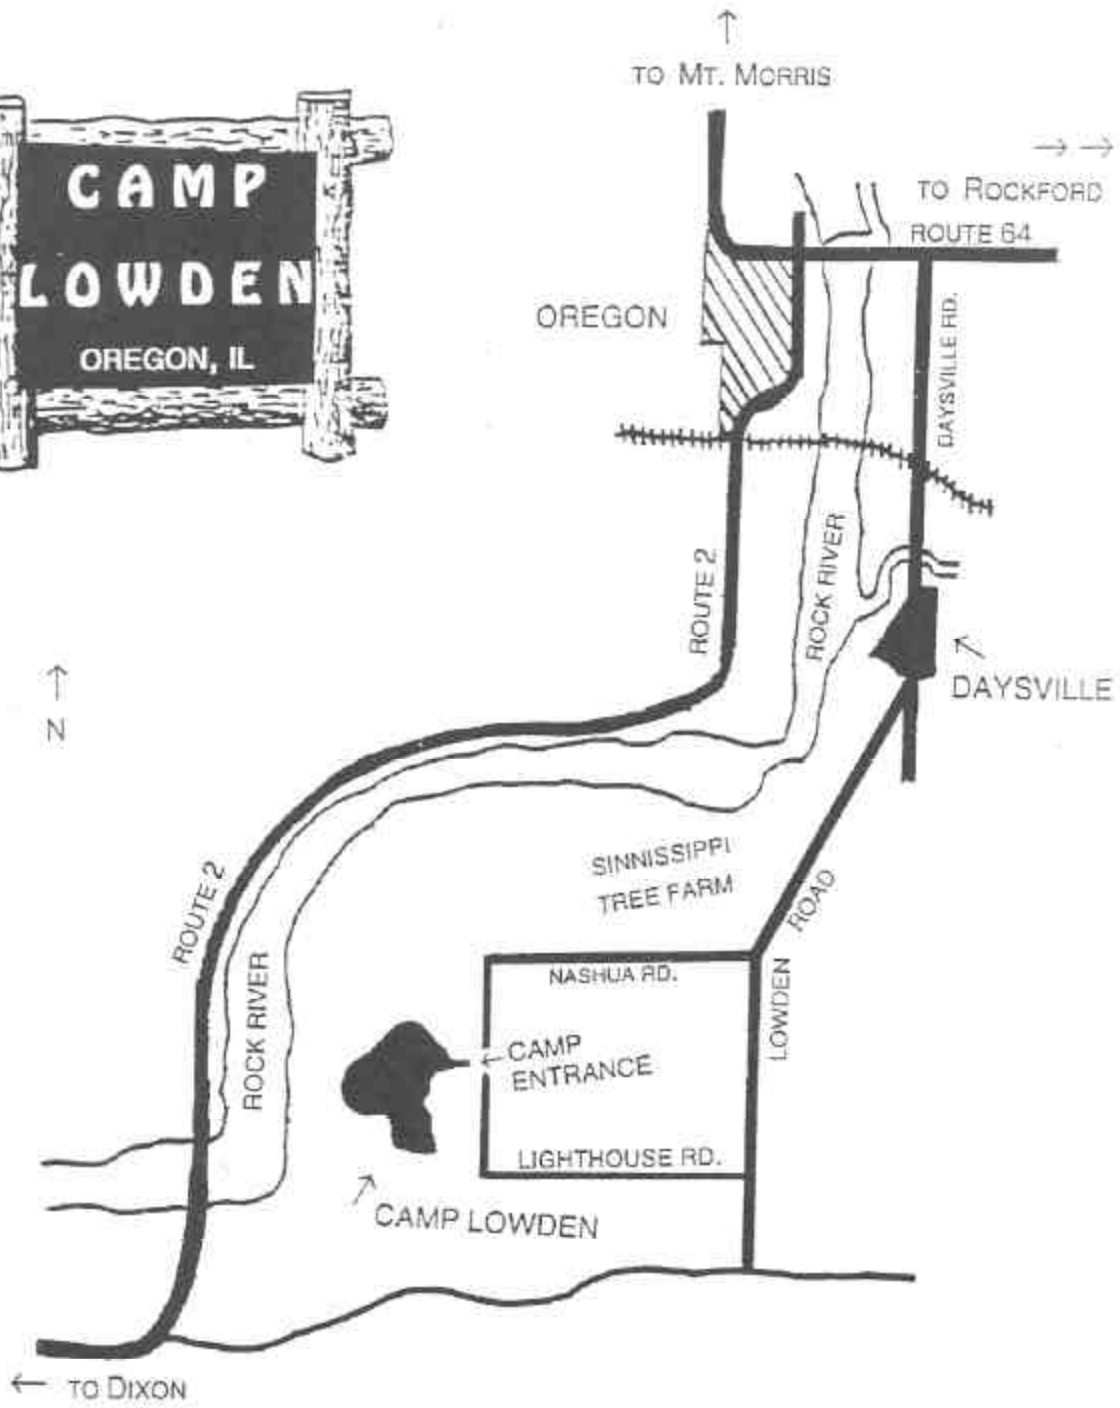 TO MT. MORRIS
CAMP
LOWDEN
OREGON, IL
TO ROCKFORD
ROUTE 64
OREGON
DAYSVILLE RD.
ROUTE 2
ROCK RIVER
N
DAYSVILLE
SINNISSIPPI
TREE FARM
ROUTE 2
ROAD
LOWDEN
NASHUA RD.
ROCK RIVER
CAMP
ENTRANCE
LIGHTHOUSE RD.
CAMP LOWDEN
TO DIXON